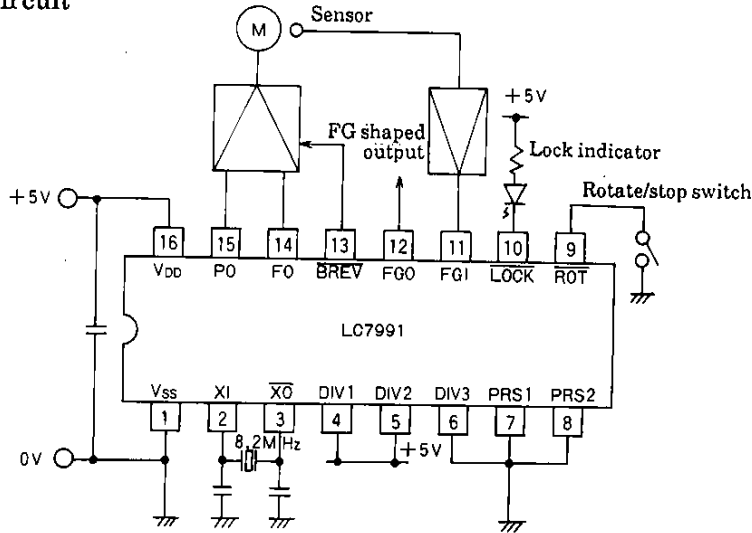 ircuit
M
Sensor
+5V
FG shaped
output
Lock indicator
Rotate/stop switch
+5V
16 15 14 13 12 11 10 9
VDD PO FO BREV FGO FGI LOCK ROT
LC7991
VSS XI XO DIV1 DIV2 DIV3 PRS1 PRS2
1 2 3 4 5 6 7 8
8.2MHz
+5V
0V